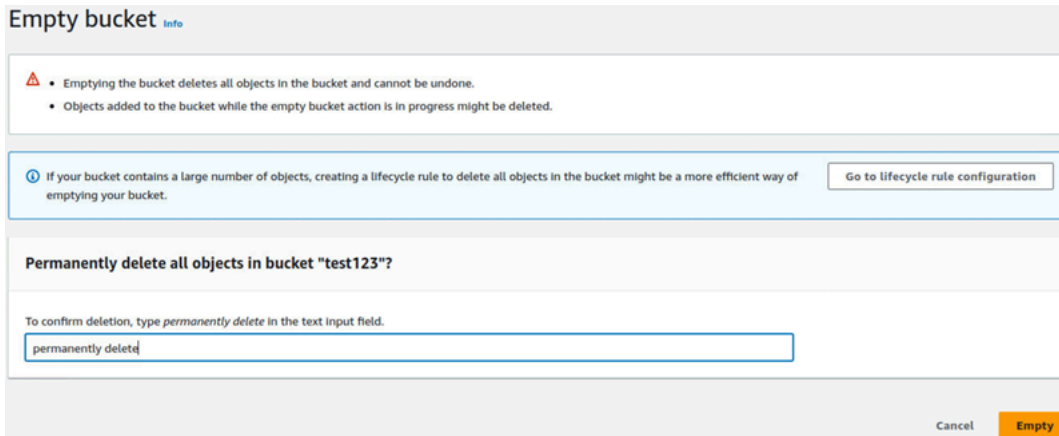 Empty bucket Info
• Emptying the bucket deletes all objects in the bucket and cannot be undone.
• Objects added to the bucket while the empty bucket action is in progress might be deleted.
If your bucket contains a large number of objects, creating a lifecycle rule to delete all objects in the bucket might be a more efficient way of
emptying your bucket.
Go to lifecycle rule configuration
Permanently delete all objects in bucket "test123"?
To confirm deletion, type permanently delete in the text input field.
permanently delete
Cancel Empty